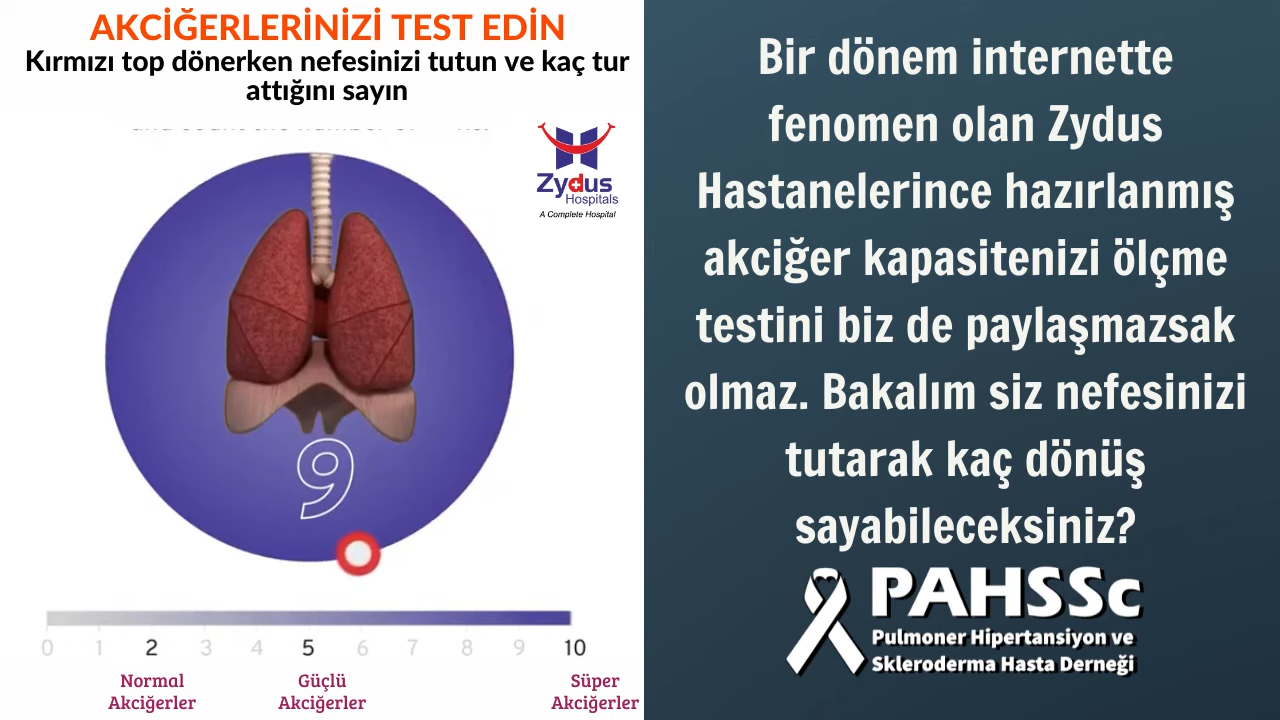 AKCİĞERLERİNİZİ TEST EDİN
Kırmızı top dönerken nefesinizi tutun ve kaç tur
attığını sayın
Zydus
Hospitals
A Complete Hospital
9
0 1 2 3 4 5 6 7 8 9 10
Normal Akciğerler
Güçlü Akciğerler
Süper Akciğerler
Bir dönem internette
fenomen olan Zydus
Hastanelerince hazırlanmış
akciğer kapasitenizi ölçme
testini biz de paylaşmazsak
olmaz. Bakalım siz nefesinizi
tutarak kaç dönüş
sayabileceksiniz?
PAHSSc
Pulmoner Hipertansiyon ve
Skleroderma Hasta Derneği